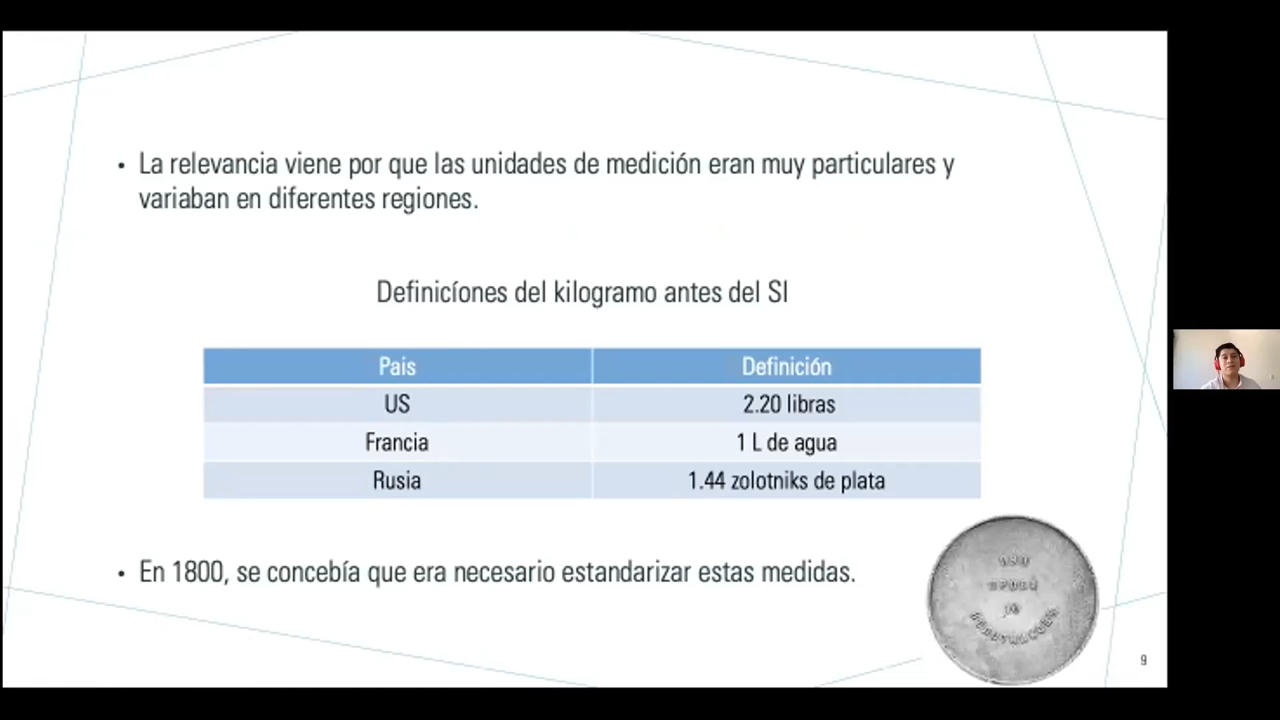 • La relevancia viene por que las unidades de medición eran muy particulares y
variaban en diferentes regiones.
Definicíones del kilogramo antes del SI
Pais Definición
US 2.20 libras
Francia 1 L de agua
Rusia 1.44 zolotniks de plata
• En 1800, se concebía que era necesario estandarizar estas medidas.
9